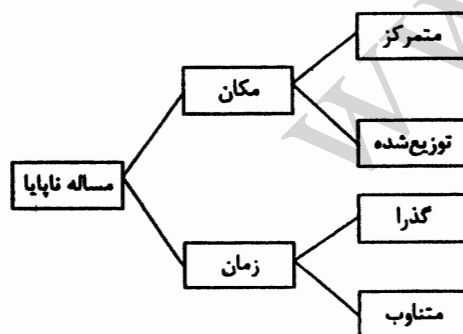 متمرکز
مکان
توزیع‌شده
مساله ناپایا
گذرا
زمان
متناوب